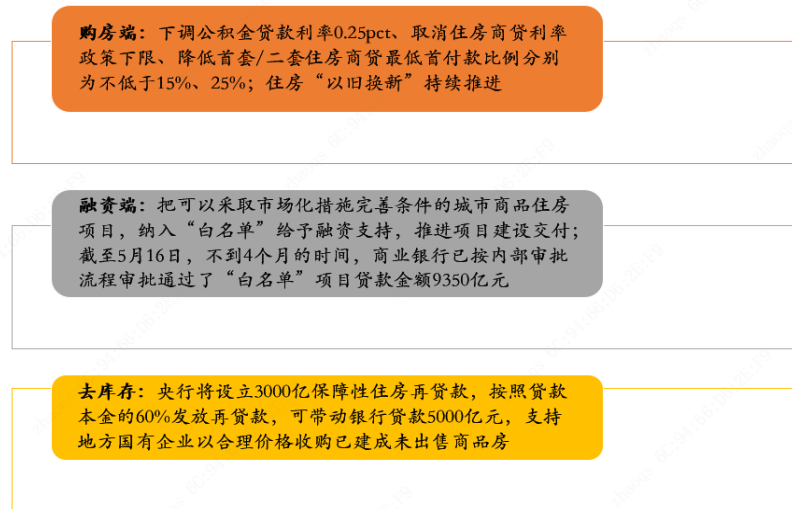 购房端：下调公积金贷款利率0.25pct、取消住房商贷利率
政策下限、降低首套/二套住房商贷最低首付款比例分别
为不低于15%、25%；住房“以旧换新”持续推进
融资端：把可以采取市场化措施完善条件的城市商品住房
项目，纳入“白名单”给予融资支持，推进项目建设交付；
截至5月16日，不到4个月的时间，商业银行已按内部审批
流程审批通过了“白名单”项目贷款金额9350亿元
去库存：央行将设立3000亿保障性住房再贷款，按照贷款
本金的60%发放再贷款，可带动银行贷款5000亿元，支持
地方国有企业以合理价格收购已建成未出售商品房